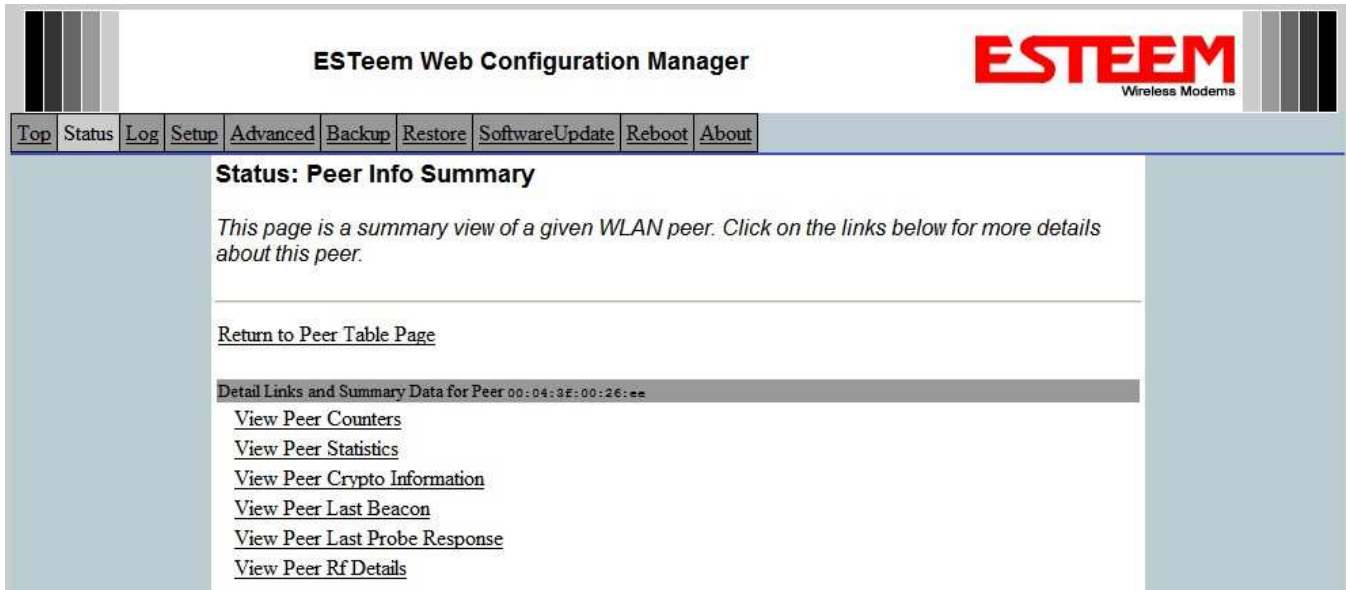 ESTeem Web Configuration Manager
ESTEEM
Wireless Modems
Top Status Log Setup Advanced Backup Restore SoftwareUpdate Reboot About
Status: Peer Info Summary
This page is a summary view of a given WLAN peer. Click on the links below for more details
about this peer.
Return to Peer Table Page
Detail Links and Summary Data for Peer 00:04:3f:00:26:ee
View Peer Counters
View Peer Statistics
View Peer Crypto Information
View Peer Last Beacon
View Peer Last Probe Response
View Peer Rf Details